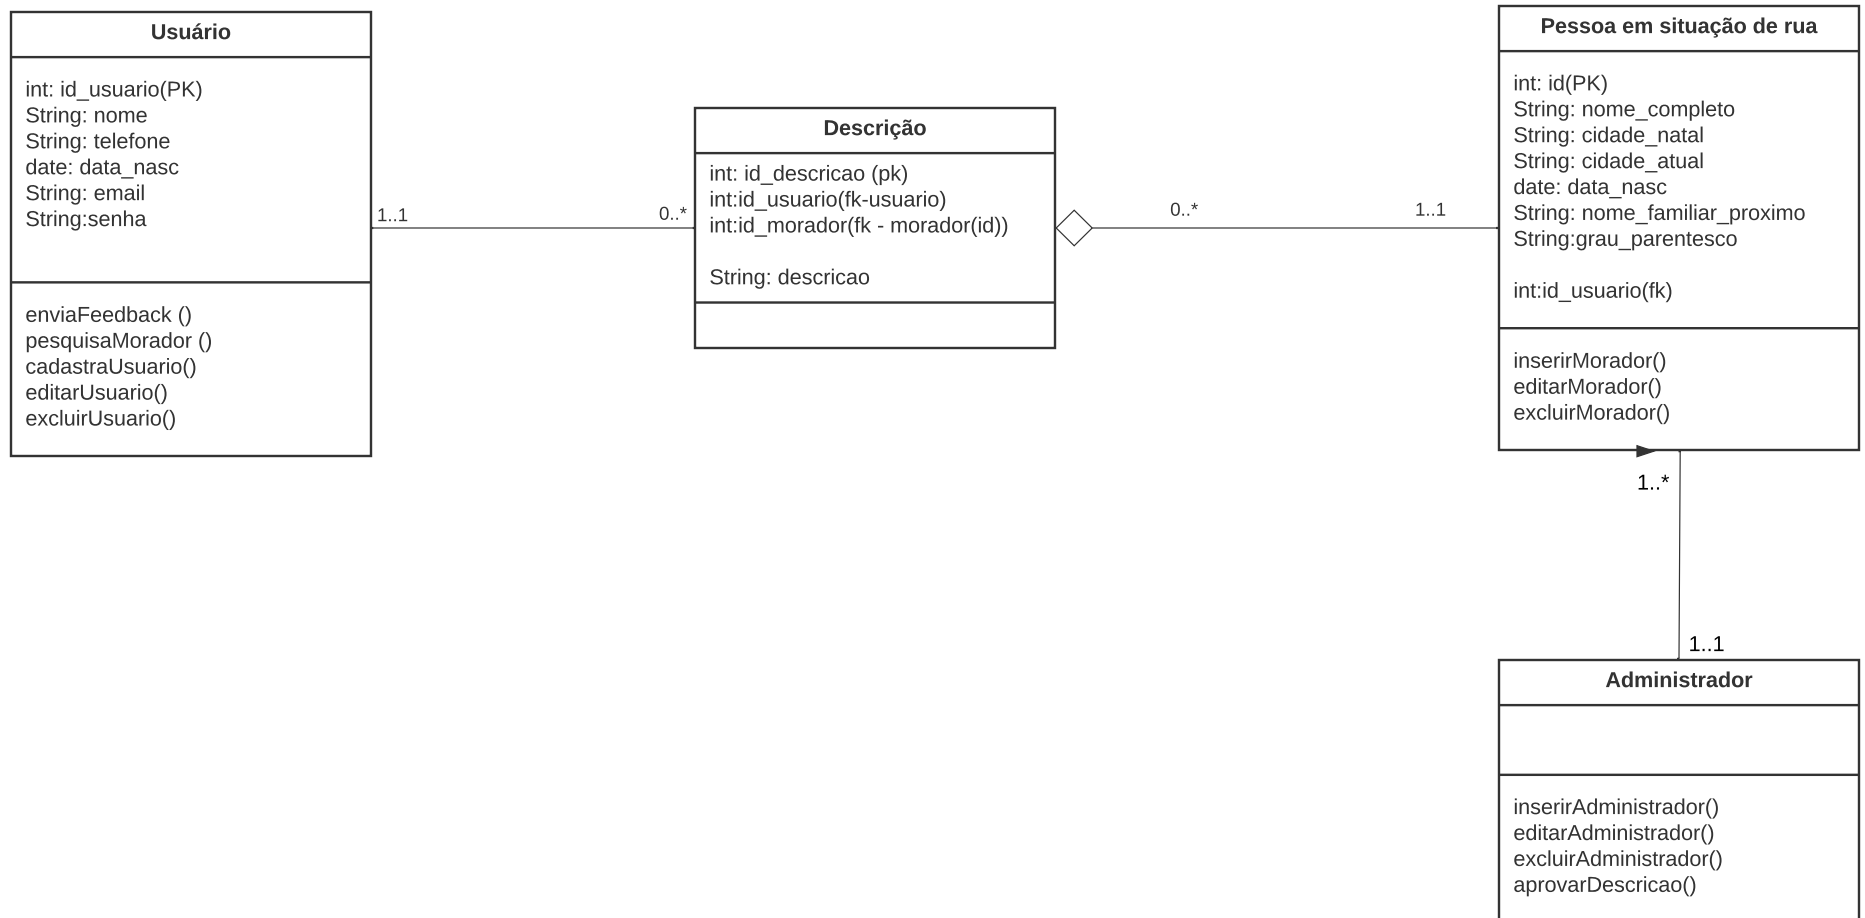 Usuário
int: id_usuario(PK)
String: nome
String: telefone
date: data_nasc
String: email
String:senha
enviaFeedback ()
pesquisaMorador ()
cadastraUsuario()
editarUsuario()
excluirUsuario()
1..1
0..*
Descrição
int: id_descricao (pk)
int:id_usuario(fk-usuario)
int:id_morador(fk - morador(id))
String: descricao
0..*
1..1
Pessoa em situação de rua
int: id(PK)
String: nome_completo
String: cidade_natal
String: cidade_atual
date: data_nasc
String: nome_familiar_proximo
String:grau_parentesco
int:id_usuario(fk)
inserirMorador()
editarMorador()
excluirMorador()
1..*
1..1
Administrador
inserirAdministrador()
editarAdministrador()
excluirAdministrador()
aprovarDescricao()